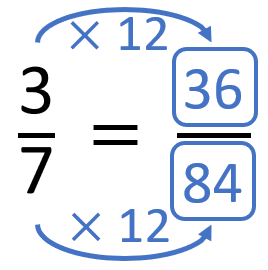 × 12
3/7 = 36/84
× 12